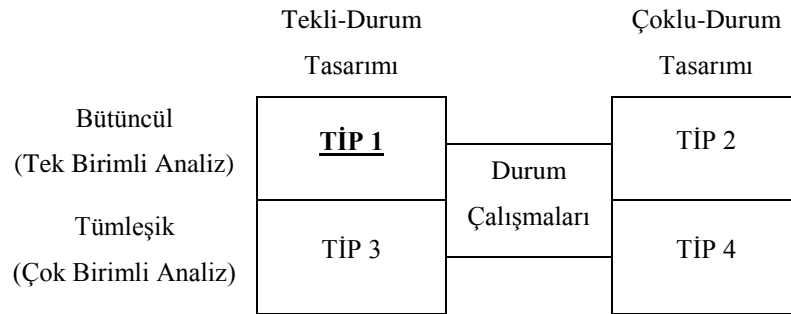 Tekli-Durum
Tasarımı
Çoklu-Durum
Tasarımı
Bütüncül
(Tek Birimli Analiz)
TİP 1
TİP 2
Durum
Çalışmaları
Tümleşik
(Çok Birimli Analiz)
TİP 3
TİP 4